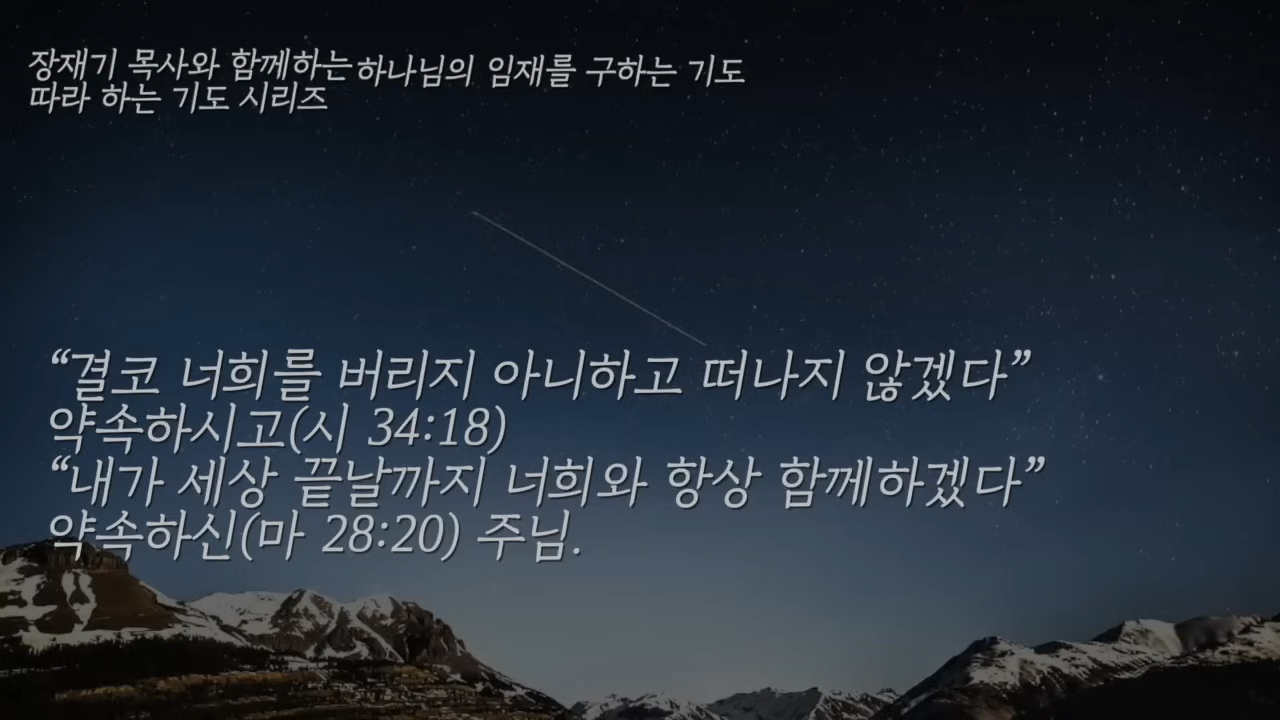 장재기 목사와 함께하는 하나님의 임재를 구하는 기도
따라 하는 기도 시리즈
“결코 너희를 버리지 아니하고 떠나지 않겠다”
약속하시고(시 34:18)
“내가 세상 끝날까지 너희와 항상 함께하겠다”
약속하신(마 28:20) 주님.